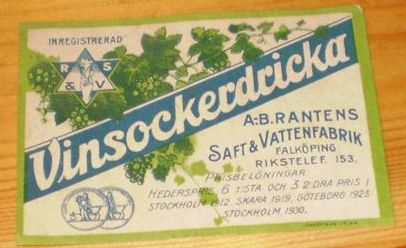 INREGISTRERAD
R S
& V
Vinsockerdricka
A.-B. RANTENS
SAFT & VATTENFABRIK
FALKÖPING
RIKSTELEF. 153.
PRISBELÖNINGAR:
HEDERSPRIS 6 1:STA OCH 3 2:DRA PRIS I
STOCKHOLM 1912. SKARA 1919. GÖTEBORG 1923
STOCKHOLM 1930.